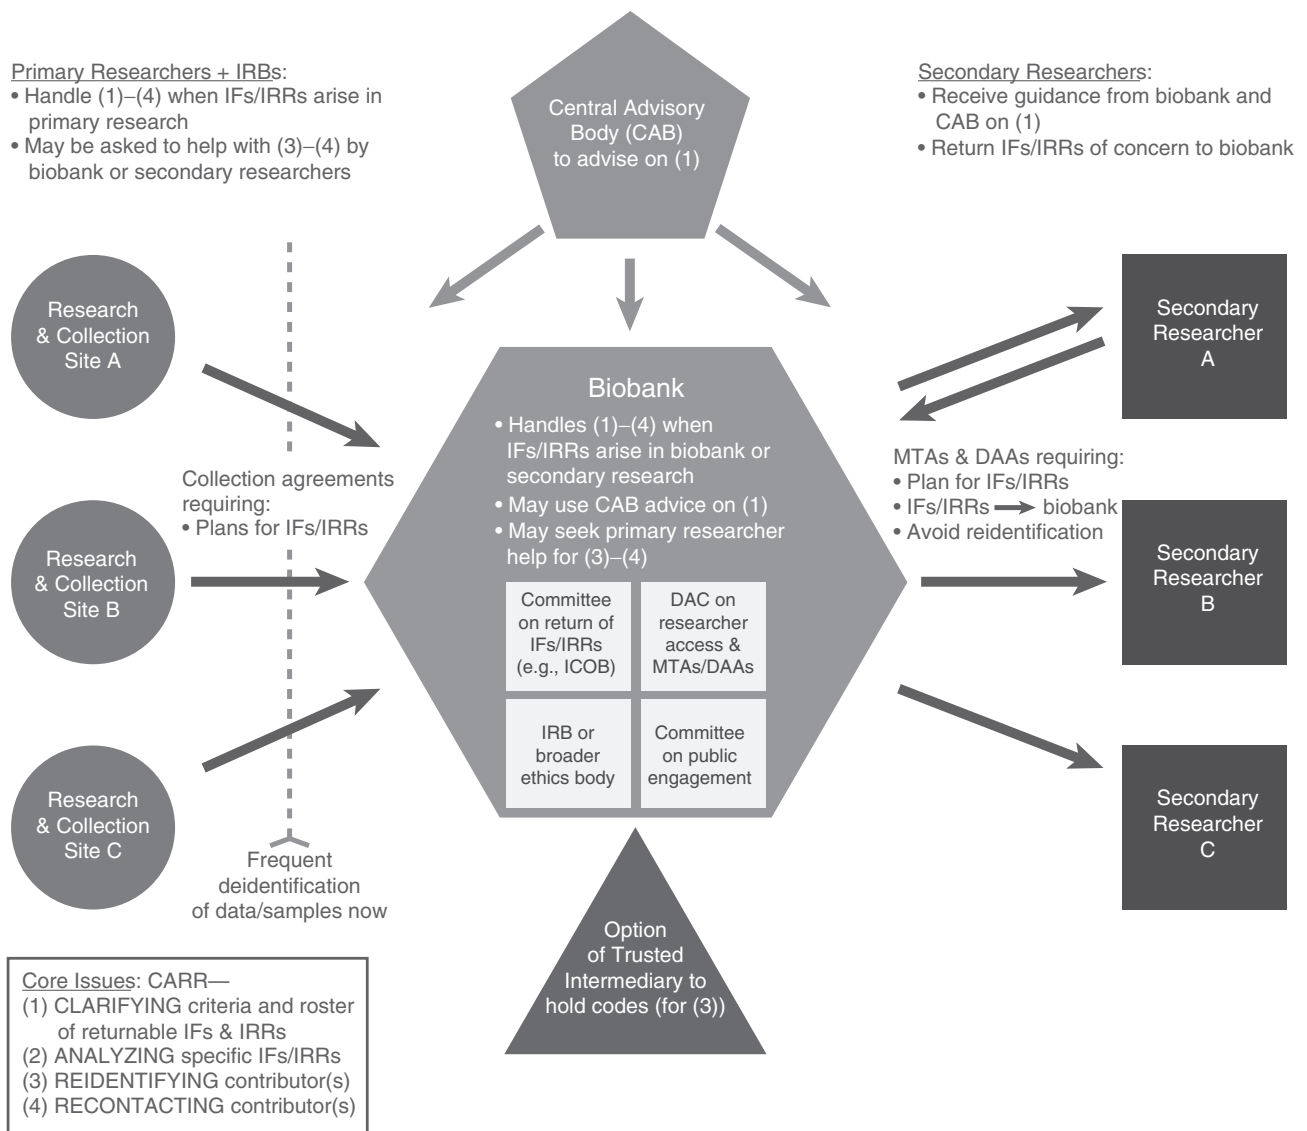 Primary Researchers + IRBs:
• Handle (1)–(4) when IFs/IRRs arise in
primary research
• May be asked to help with (3)–(4) by
biobank or secondary researchers
Central Advisory
Body (CAB)
to advise on (1)
Secondary Researchers:
• Receive guidance from biobank and
CAB on (1)
• Return IFs/IRRs of concern to biobank
Research
& Collection
Site A
Research
& Collection
Site B
Research
& Collection
Site C
Collection agreements
requiring:
• Plans for IFs/IRRs
Frequent
deidentification
of data/samples now
Biobank
• Handles (1)–(4) when
IFs/IRRs arise in biobank or
secondary research
• May use CAB advice on (1)
• May seek primary researcher
help for (3)–(4)
Committee
on return of
IFs/IRRs
(e.g., ICOB)
DAC on
researcher
access &
MTAs/DAAs
IRB or
broader
ethics body
Committee
on public
engagement
MTAs & DAAs requiring:
• Plan for IFs/IRRs
• IFs/IRRs → biobank
• Avoid reidentification
Secondary
Researcher
A
Secondary
Researcher
B
Secondary
Researcher
C
Option
of Trusted
Intermediary to
hold codes (for (3))
Core Issues: CARR—
(1) CLARIFYING criteria and roster
of returnable IFs & IRRs
(2) ANALYZING specific IFs/IRRs
(3) REIDENTIFYING contributor(s)
(4) RECONTACTING contributor(s)